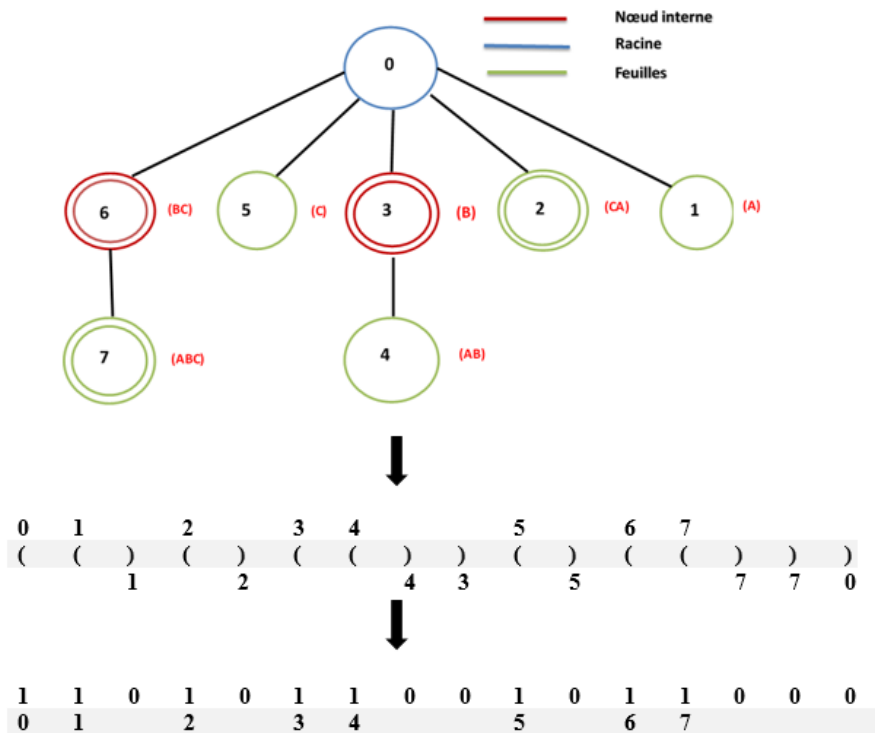 Nœud interne
Racine
Feuilles
0
6 (BC) 5 (C) 3 (B) 2 (CA) 1 (A)
7 (ABC) 4 (AB)
0 1 2 3 4 5 6 7
( ( ) ( ) ( ( ) ) ( ) ( ( ) ) )
1 2 4 3 5 7 7 0
1 1 0 1 0 1 1 0 0 1 0 1 1 0 0 0
0 1 2 3 4 5 6 7